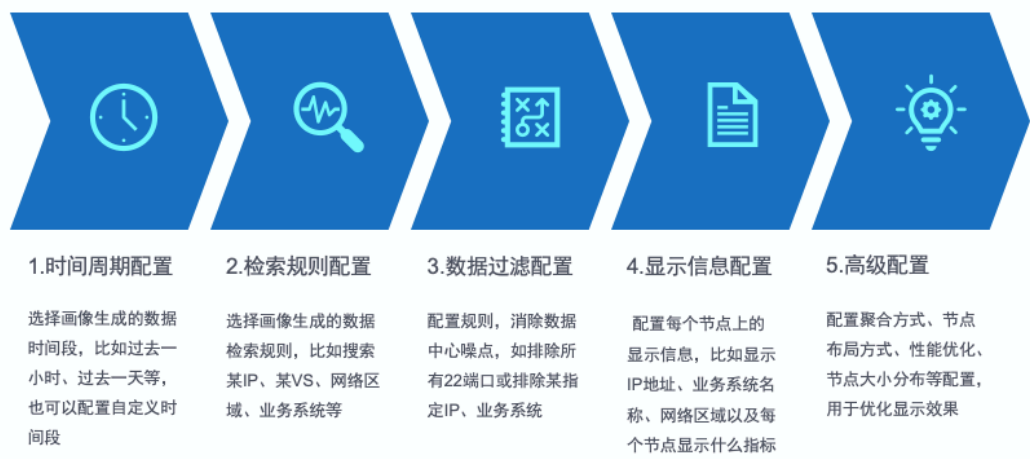 1.时间周期配置
选择画像生成的数据
时间段，比如过去一
小时、过去一天等，
也可以配置自定义时
间段
2.检索规则配置
选择画像生成的数据
检索规则，比如搜索
某IP、某VS、网络区
域、业务系统等
3.数据过滤配置
配置规则，消除数据
中心噪点，如排除所
有22端口或排除某指
定IP、业务系统
4.显示信息配置
配置每个节点上的
显示信息，比如显示
IP地址、业务系统名
称、网络区域以及每
个节点显示什么指标
5.高级配置
配置聚合方式、节点
布局方式、性能优化、
节点大小分布等配置，
用于优化显示效果